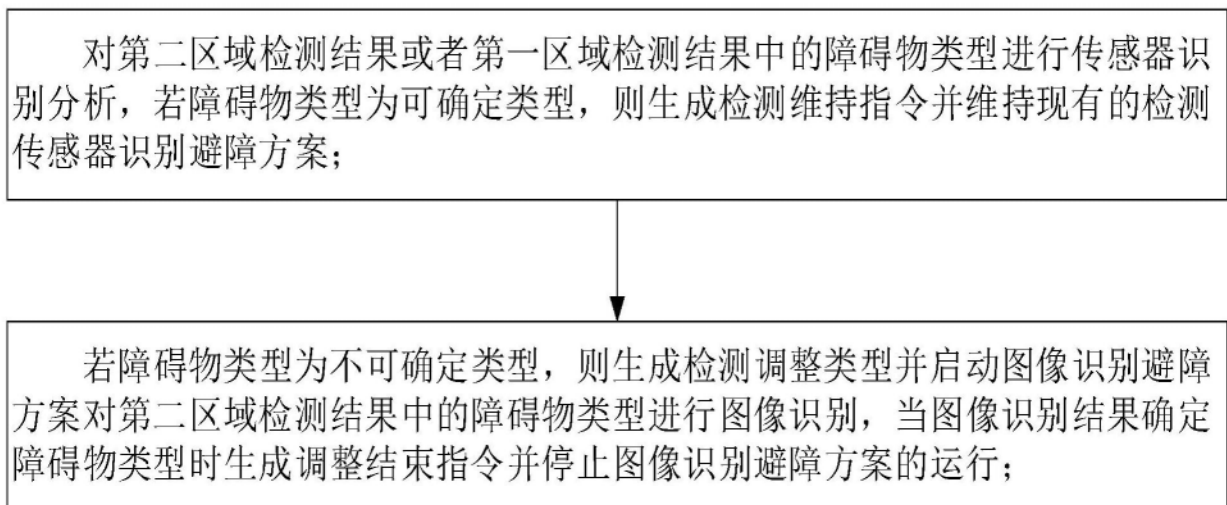 对第二区域检测结果或者第一区域检测结果中的障碍物类型进行传感器识
别分析，若障碍物类型为可确定类型，则生成检测维持指令并维持现有的检测
传感器识别避障方案；
若障碍物类型为不可确定类型，则生成检测调整类型并启动图像识别避障
方案对第二区域检测结果中的障碍物类型进行图像识别，当图像识别结果确定
障碍物类型时生成调整结束指令并停止图像识别避障方案的运行；